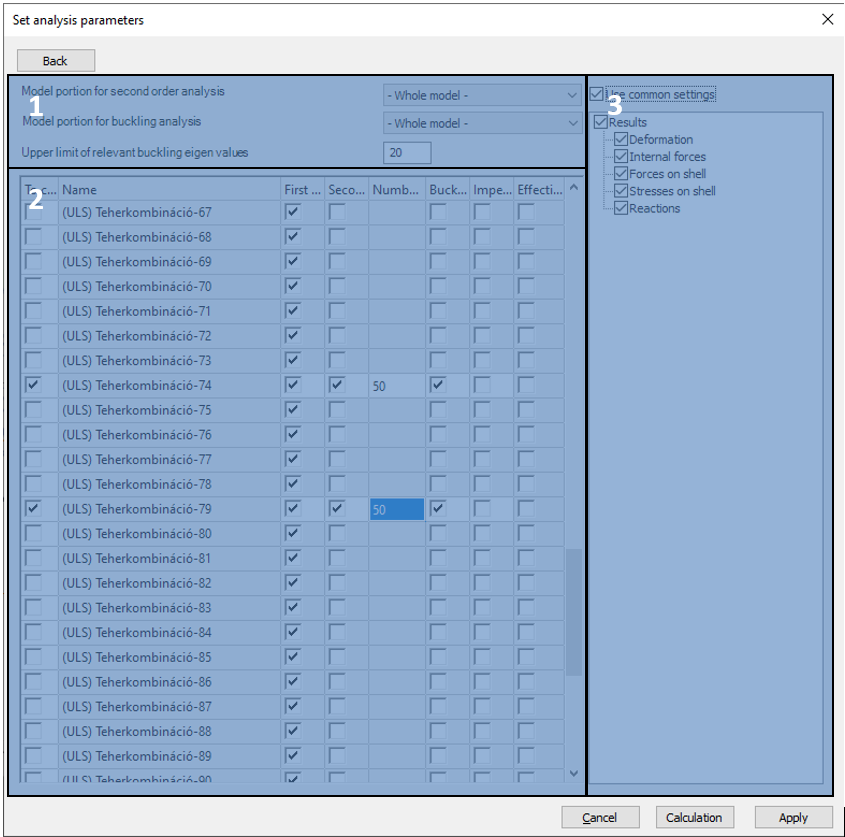 Set analysis parameters
Back
1
Model portion for second order analysis
- Whole model -
Model portion for buckling analysis
- Whole model -
Upper limit of relevant buckling eigen values
20
2
Name First ... Seco... Numb... Buck... Impe... Effecti...
(ULS) Teherkombináció-67
(ULS) Teherkombináció-68
(ULS) Teherkombináció-69
(ULS) Teherkombináció-70
(ULS) Teherkombináció-71
(ULS) Teherkombináció-72
(ULS) Teherkombináció-73
(ULS) Teherkombináció-74 50
(ULS) Teherkombináció-75
(ULS) Teherkombináció-76
(ULS) Teherkombináció-77
(ULS) Teherkombináció-78
(ULS) Teherkombináció-79 50
(ULS) Teherkombináció-80
(ULS) Teherkombináció-81
(ULS) Teherkombináció-82
(ULS) Teherkombináció-83
(ULS) Teherkombináció-84
(ULS) Teherkombináció-85
(ULS) Teherkombináció-86
(ULS) Teherkombináció-87
(ULS) Teherkombináció-88
(ULS) Teherkombináció-89
(ULS) Teherkombináció-90
3
Use common settings
Results
Deformation
Internal forces
Forces on shell
Stresses on shell
Reactions
Cancel
Calculation
Apply